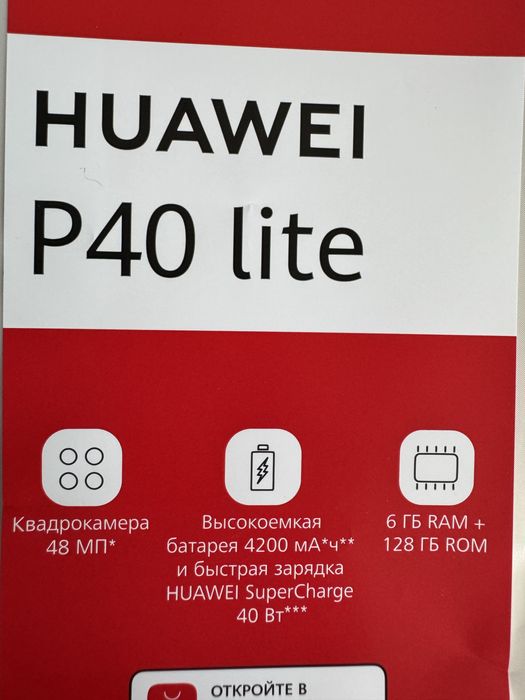 HUAWEI
P40 lite
Квадрокамера
48 МП*
Высокоемкая
батарея 4200 мА*ч**
и быстрая зарядка
HUAWEI SuperCharge
40 Вт***
6 ГБ RAM +
128 ГБ ROM
ОТКРОЙТЕ В